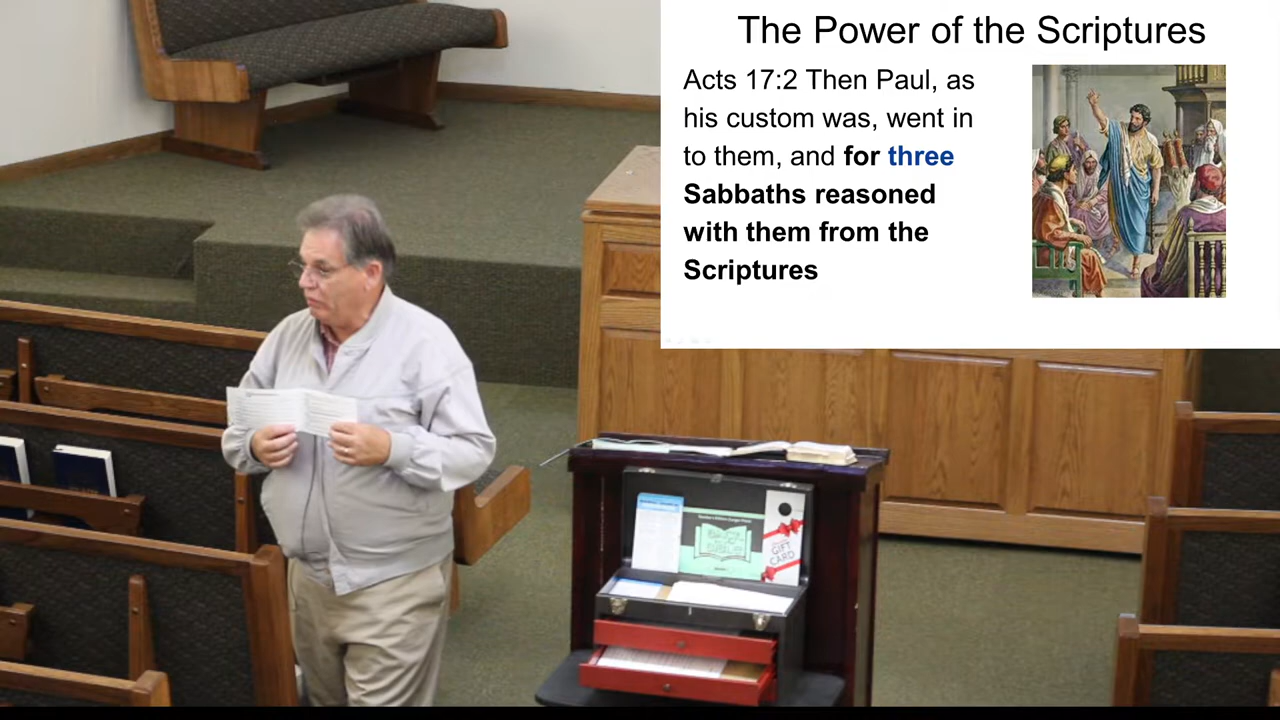 The Power of the Scriptures
Acts 17:2 Then Paul, as
his custom was, went in
to them, and for three
Sabbaths reasoned
with them from the
Scriptures
GIFT
CARD